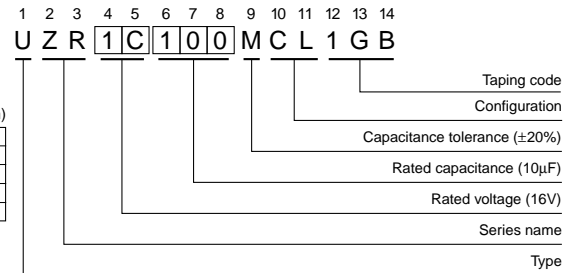 1 2 3 4 5 6 7 8 9 10 11 12 13 14
U Z R 1 C 1 0 0 M C L 1 G B
Taping code
)
Configuration
Capacitance tolerance (±20%)
Rated capacitance (10µF)
Rated voltage (16V)
Series name
Type